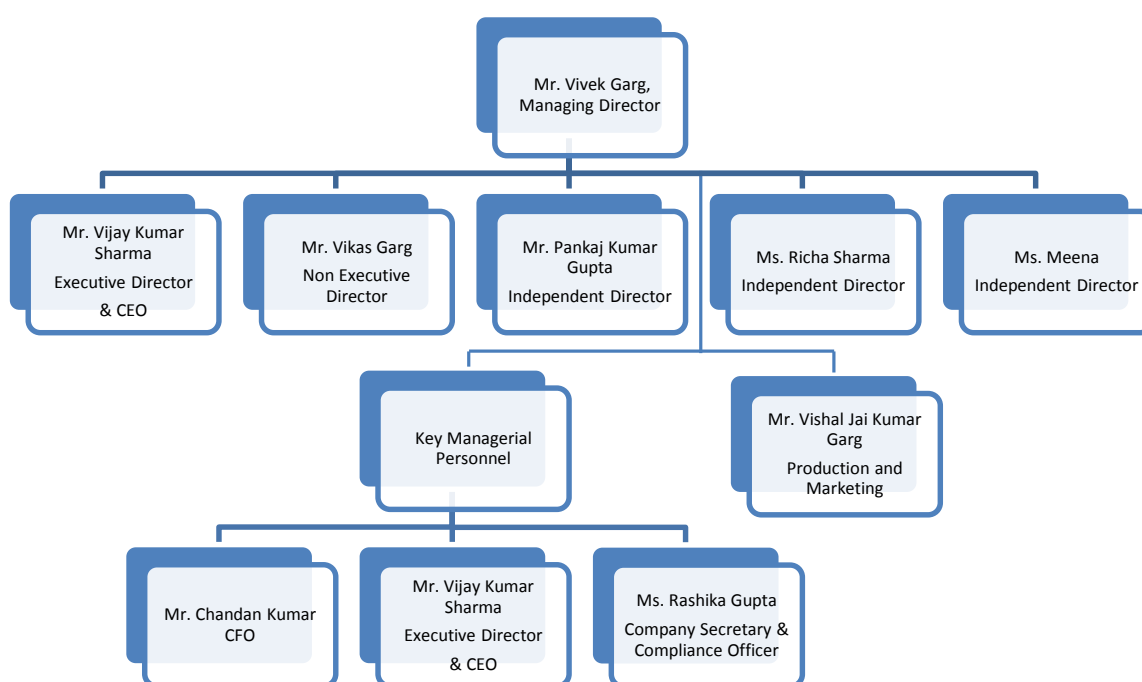 Mr. Vivek Garg,
Managing Director
Mr. Vijay Kumar
Sharma
Executive Director
& CEO
Mr. Vikas Garg
Non Executive
Director
Mr. Pankaj Kumar
Gupta
Independent Director
Ms. Richa Sharma
Independent Director
Ms. Meena
Independent Director
Key Managerial
Personnel
Mr. Vishal Jai Kumar
Garg
Production and
Marketing
Mr. Chandan Kumar
CFO
Mr. Vijay Kumar
Sharma
Executive Director
& CEO
Ms. Rashika Gupta
Company Secretary &
Compliance Officer